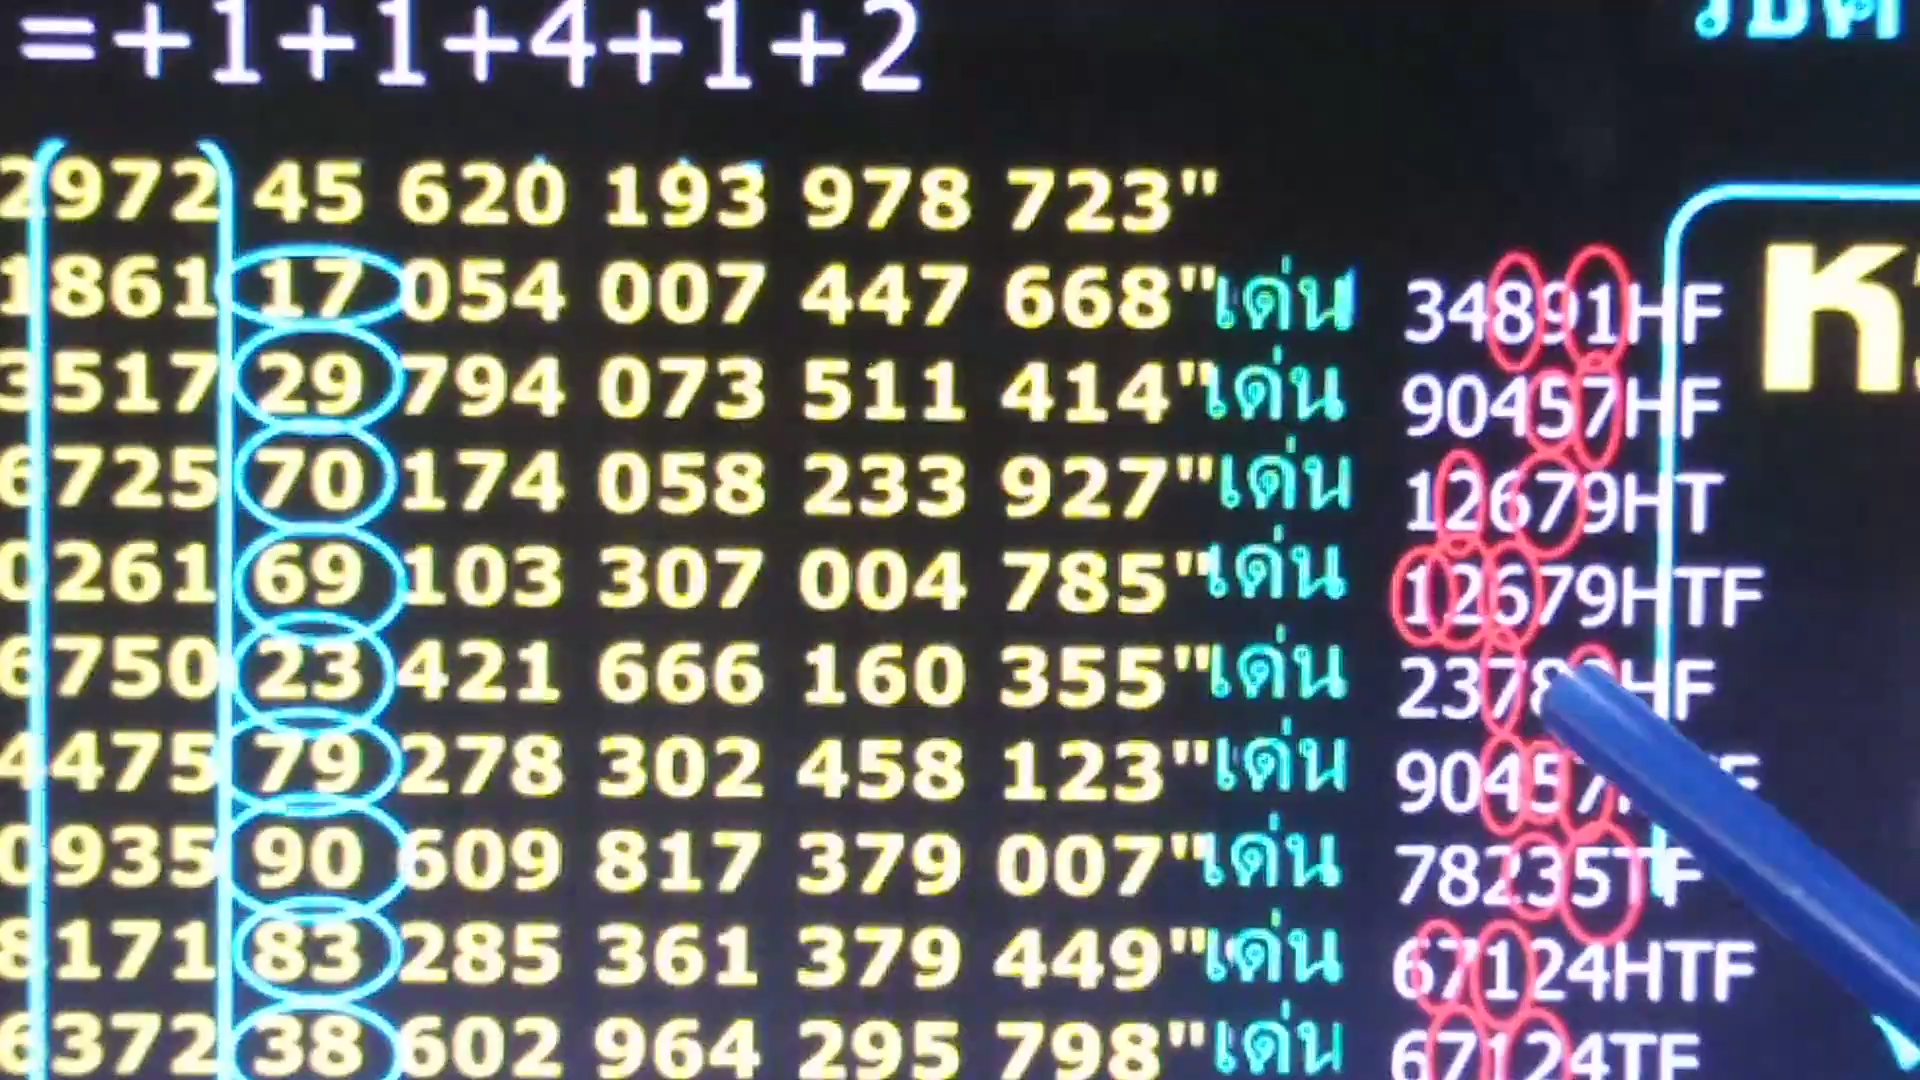 =+1+1+4+1+2
2972 45 620 193 978 723"
1861 17 054 007 447 668"เด่น 34891HF
3517 29 794 073 511 414"เด่น 90457HF
6725 70 174 058 233 927"เด่น 12679HT
0261 69 103 307 004 785"เด่น 12679HTF
6750 23 421 666 160 355"เด่น
4475 79 278 302 458 123"เด่น
0935 90 609 817 379 007"เด่น 78235TF
8171 83 285 361 379 449"เด่น 67124HTF
6372 38 602 964 295 798"เด่น 67124TF